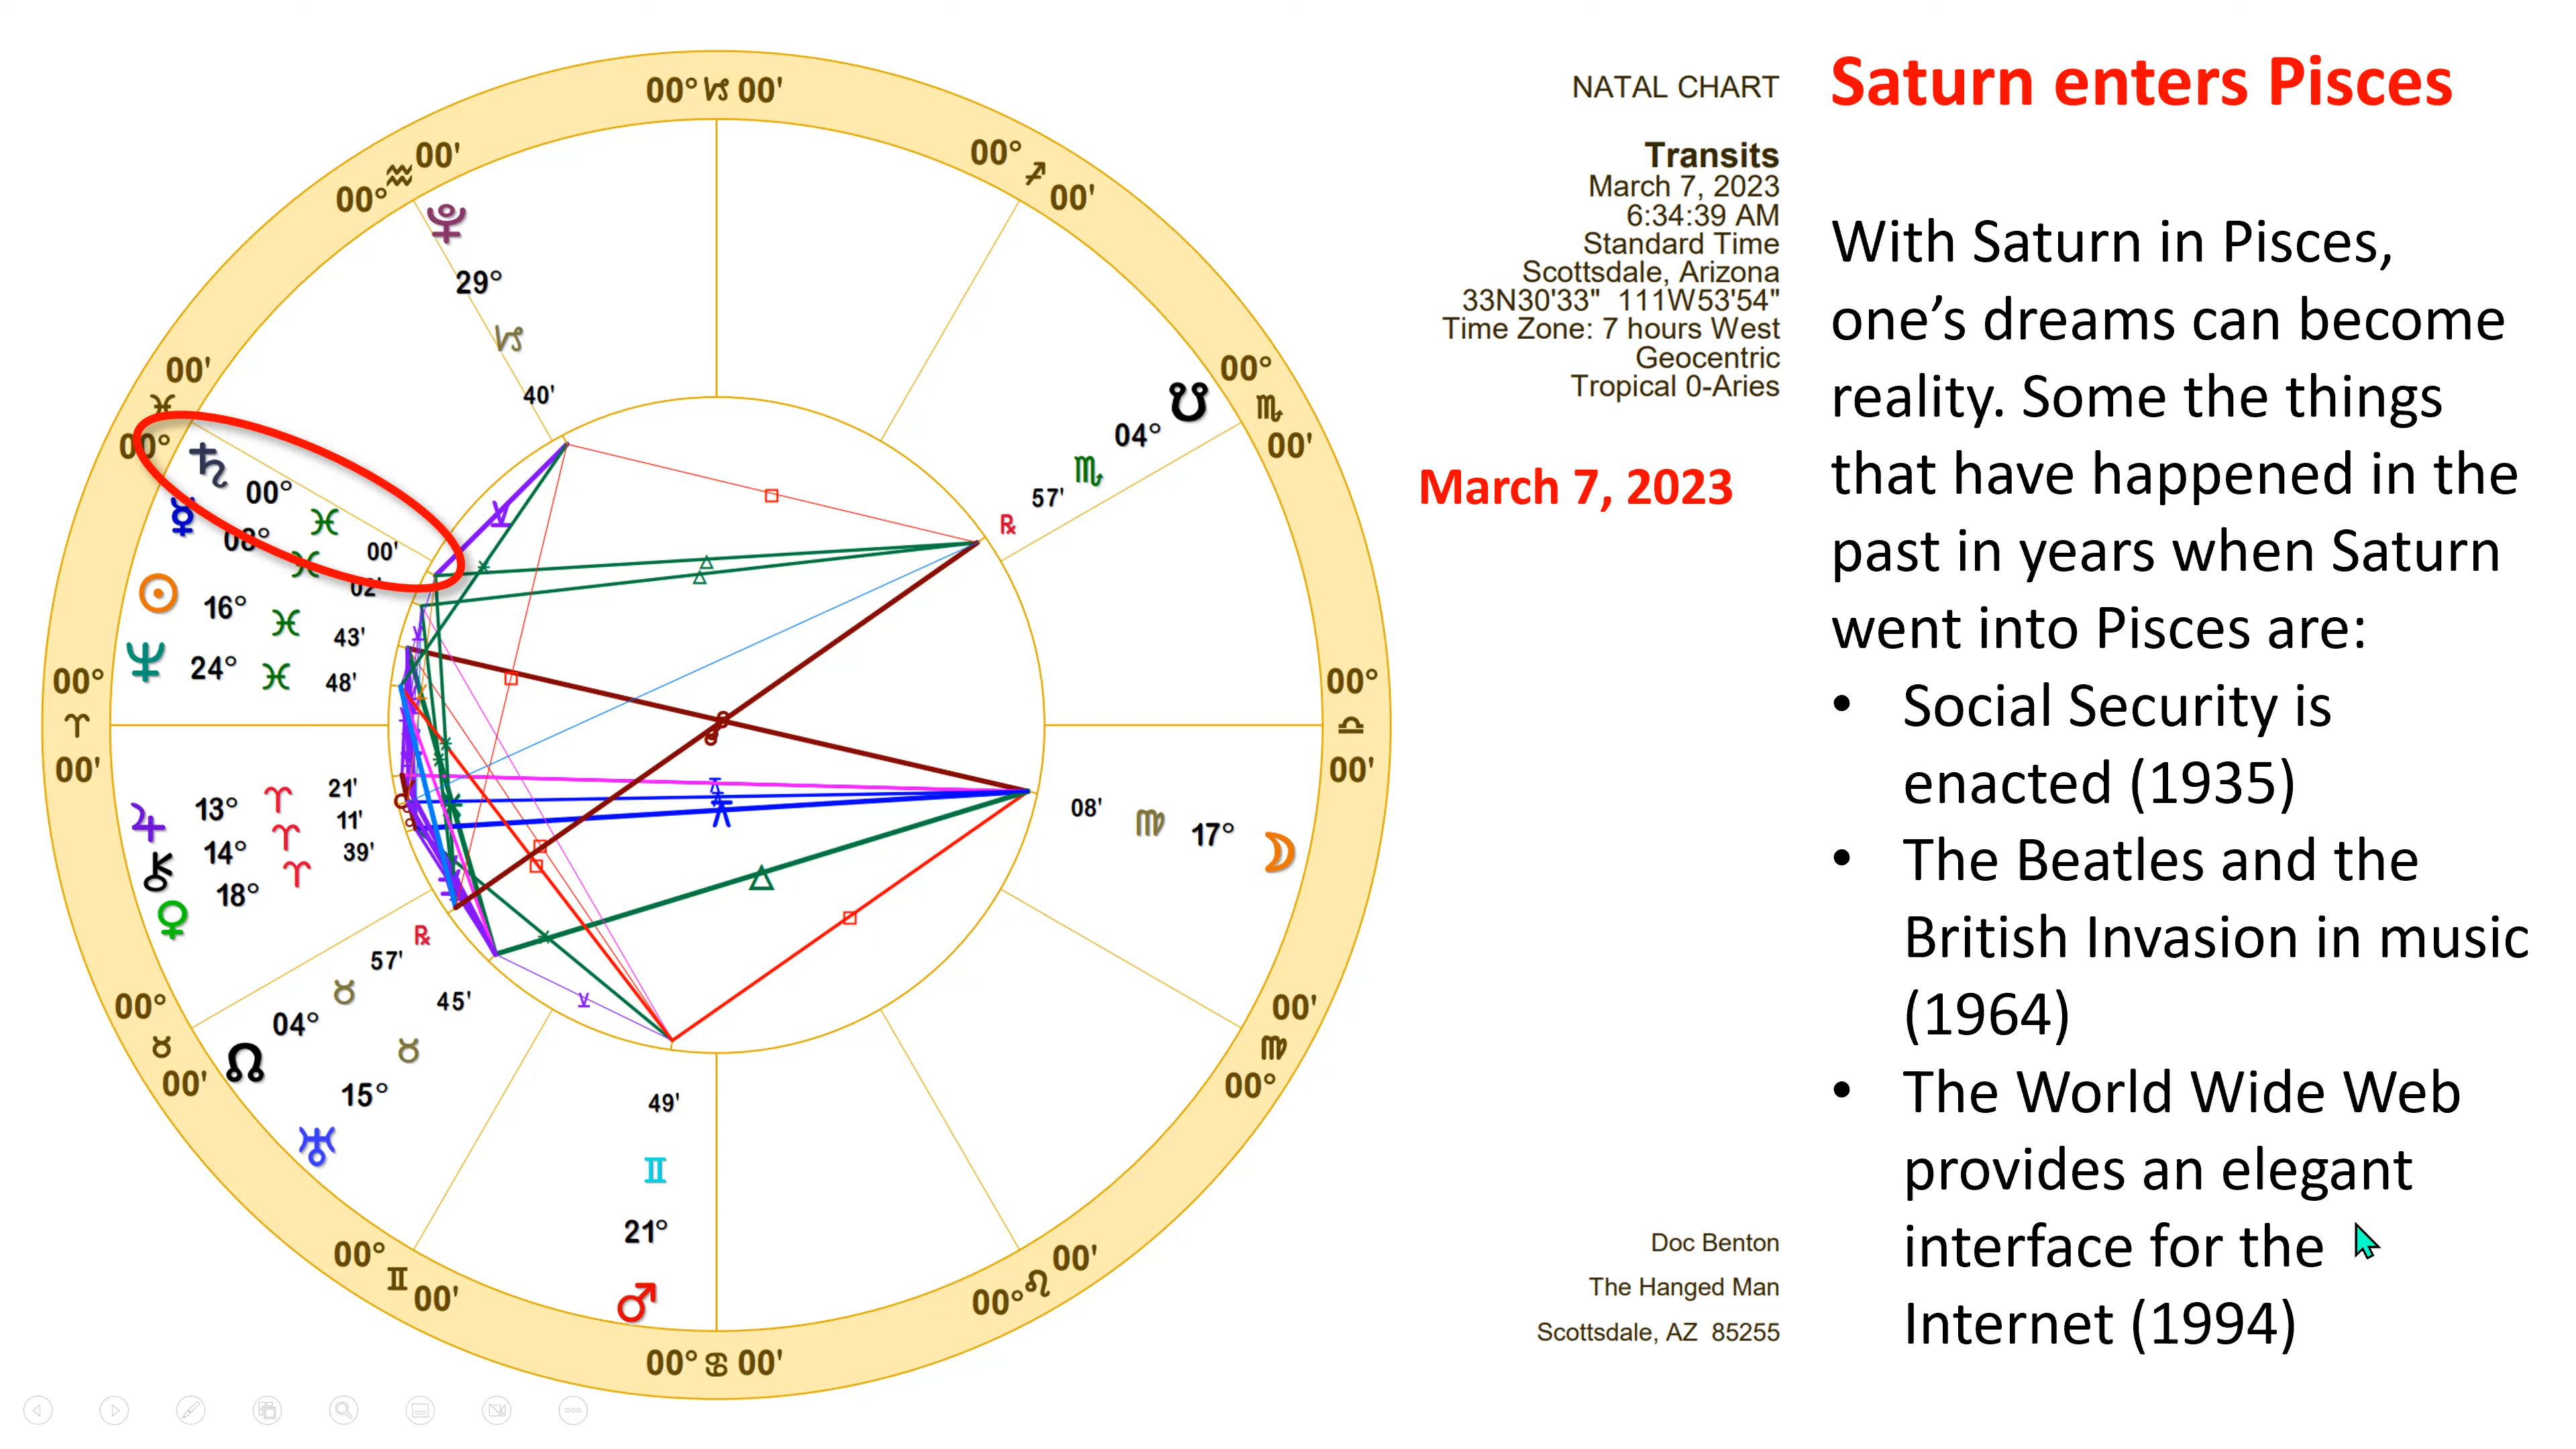 Saturn enters Pisces
NATAL CHART
Transits
March 7, 2023
6:34:39 AM
Standard Time
Scottsdale, Arizona
33N30'33" 111W53'54"
Time Zone: 7 hours West
Geocentric
Tropical 0-Aries
March 7, 2023
With Saturn in Pisces,
one’s dreams can become
reality. Some the things
that have happened in the
past in years when Saturn
went into Pisces are:
• Social Security is
enacted (1935)
• The Beatles and the
British Invasion in music
(1964)
• The World Wide Web
provides an elegant
interface for the
Internet (1994)
Doc Benton
The Hanged Man
Scottsdale, AZ 85255
00° ♑ 00'
00° ♐ 00'
00° ♏ 00'
00° ♎ 00'
00' ♍ 00°
00° ♌ 00'
00° ♋ 00'
00° ♊ 00'
00° ♉ 00'
00° ♈ 00'
00' ♓ 00°
00° ♒ 00'
♇ 29° ♑ 40'
♄ 00° ♓ 00'
☿ 08° ♓ 02'
☉ 16° ♓ 43'
♆ 24° ♓ 48'
♃ 13° ♈ 21'
⚷ 14° ♈ 11'
♀ 18° ♈ 39'
☊ 04° ♉ 57' ℞
♅ 15° ♉ 45'
♂ 21° ♊ 49'
☽ 17° ♍ 08'
☋ 04° ♏ 57' ℞